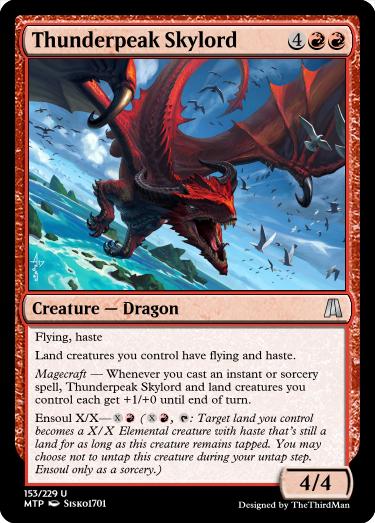 Thunderpeak Skylord 4
Creature — Dragon
Flying, haste
Land creatures you control have flying and haste.
Magecraft — Whenever you cast an instant or sorcery
spell, Thunderpeak Skylord and land creatures you
control each get +1/+0 until end of turn.
Ensoul X/X—X (X, : Target land you control
becomes a X/X Elemental creature with haste that's still a
land for as long as this creature remains tapped. You may
choose not to untap this creature during your untap step.
Ensoul only as a sorcery.)
4/4
153/229 U
MTP Sisko1701
Designed by TheThirdMan